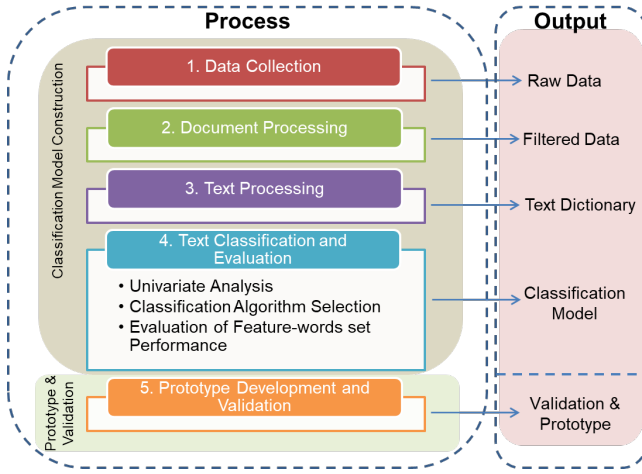 Process
Output
Classification Model Construction
1. Data Collection
Raw Data
2. Document Processing
Filtered Data
3. Text Processing
Text Dictionary
4. Text Classification and
Evaluation
• Univariate Analysis
• Classification Algorithm Selection
• Evaluation of Feature-words set
Performance
Classification
Model
Prototype &
Validation
5. Prototype Development and
Validation
Validation &
Prototype